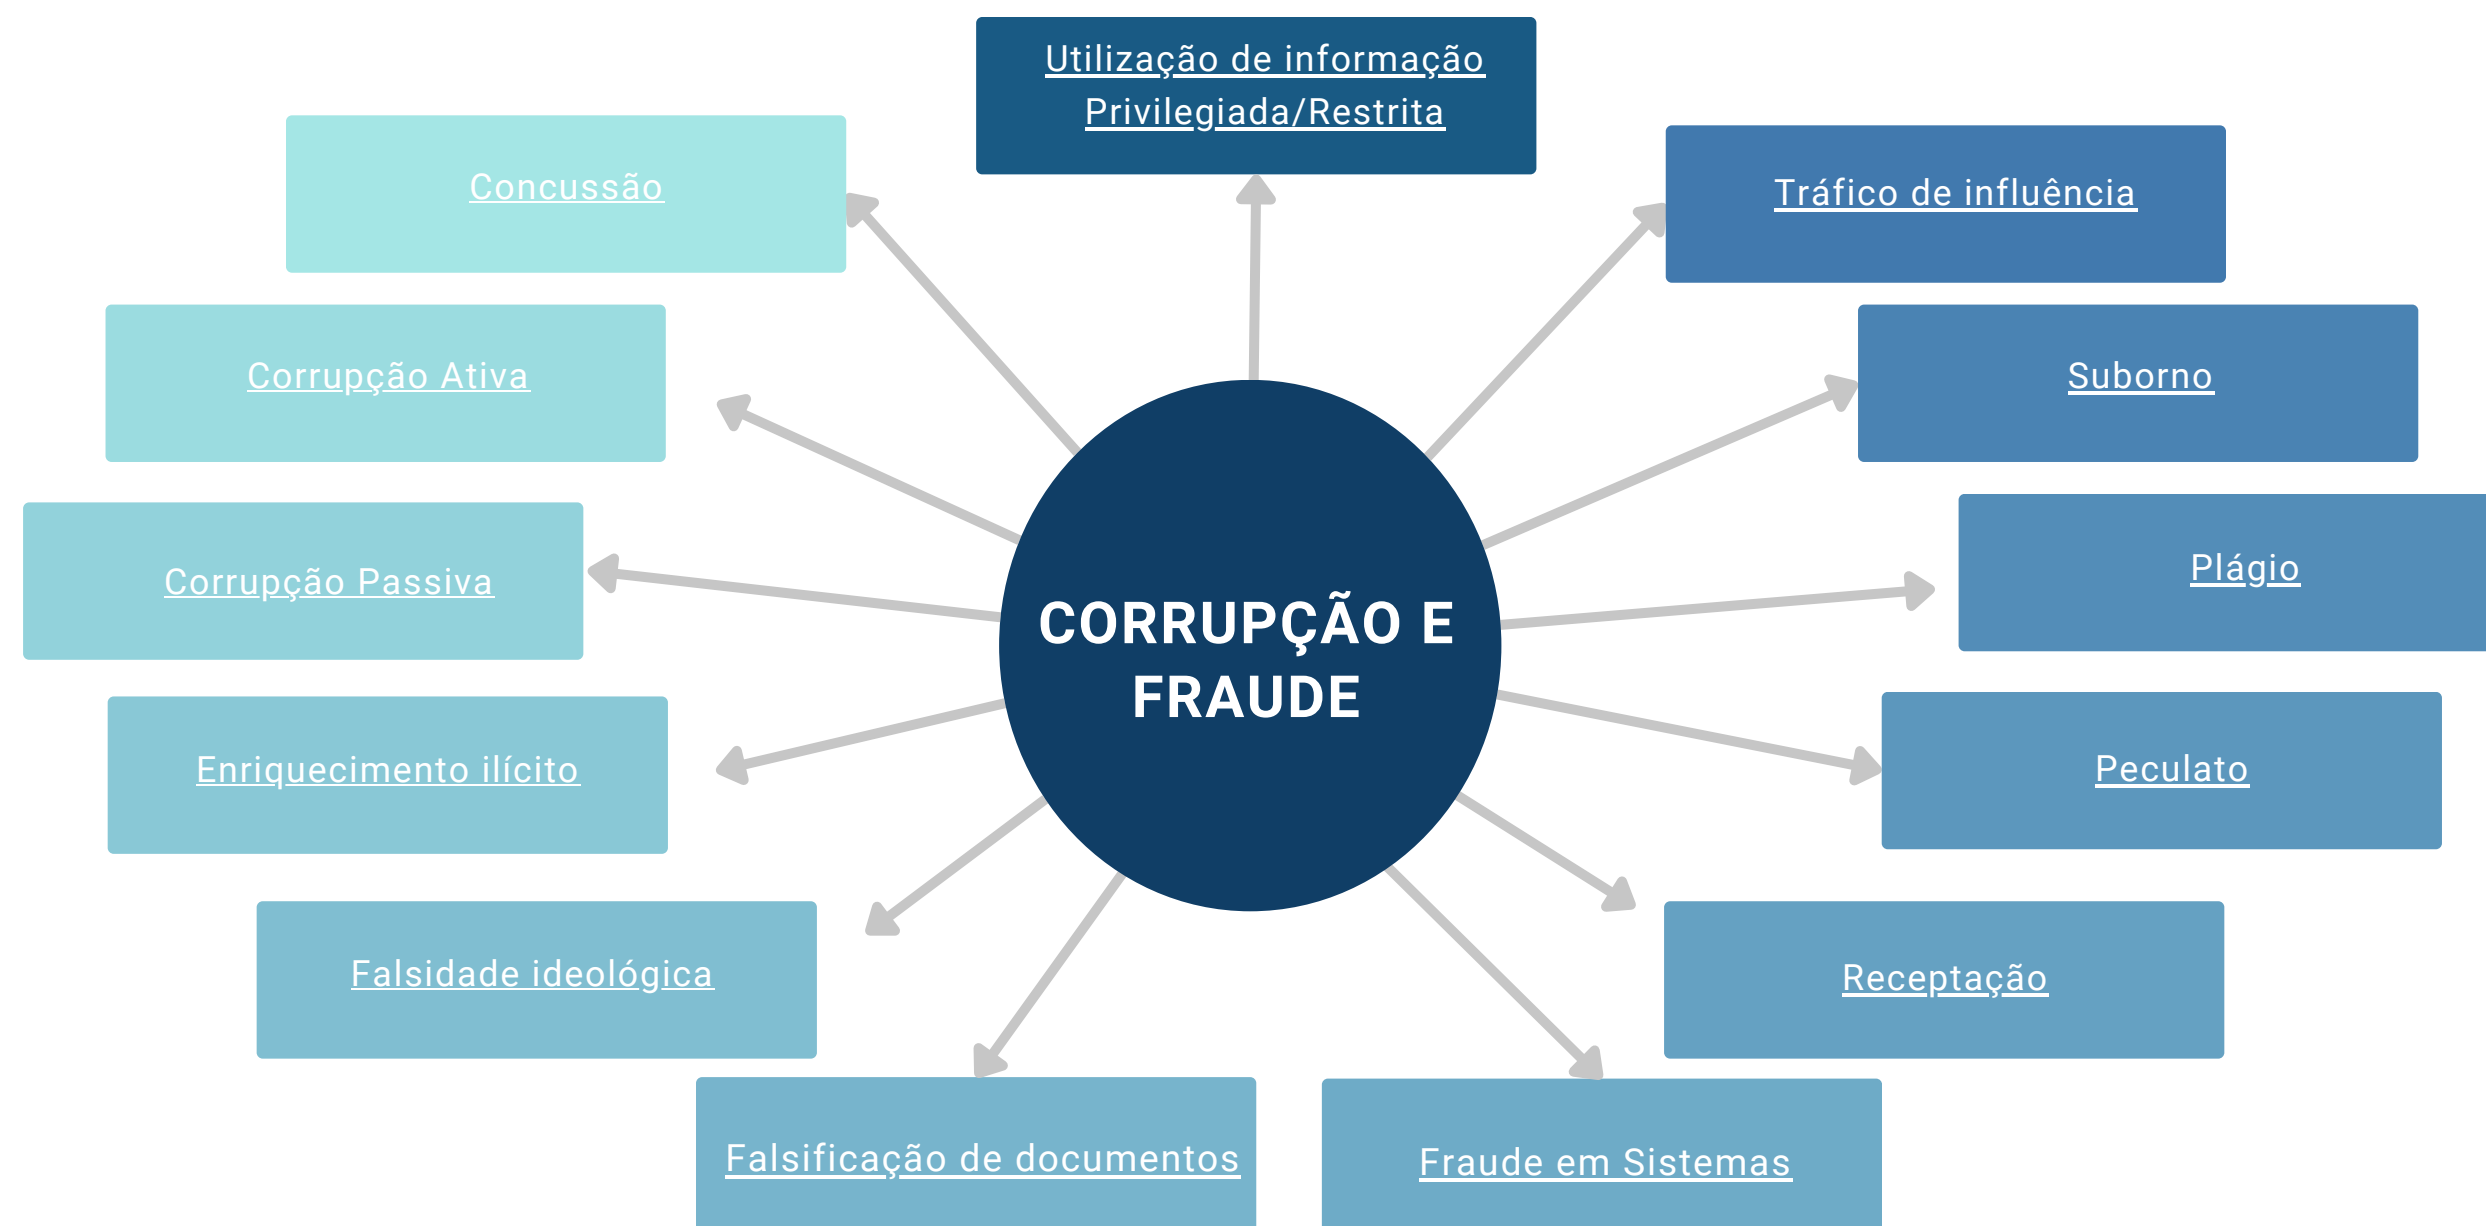 Utilização de informação
Privilegiada/Restrita
Concussão
Tráfico de influência
Corrupção Ativa
Suborno
Corrupção Passiva
Plágio
CORRUPÇÃO E
FRAUDE
Enriquecimento ilícito
Peculato
Falsidade ideológica
Receptação
Falsificação de documentos
Fraude em Sistemas